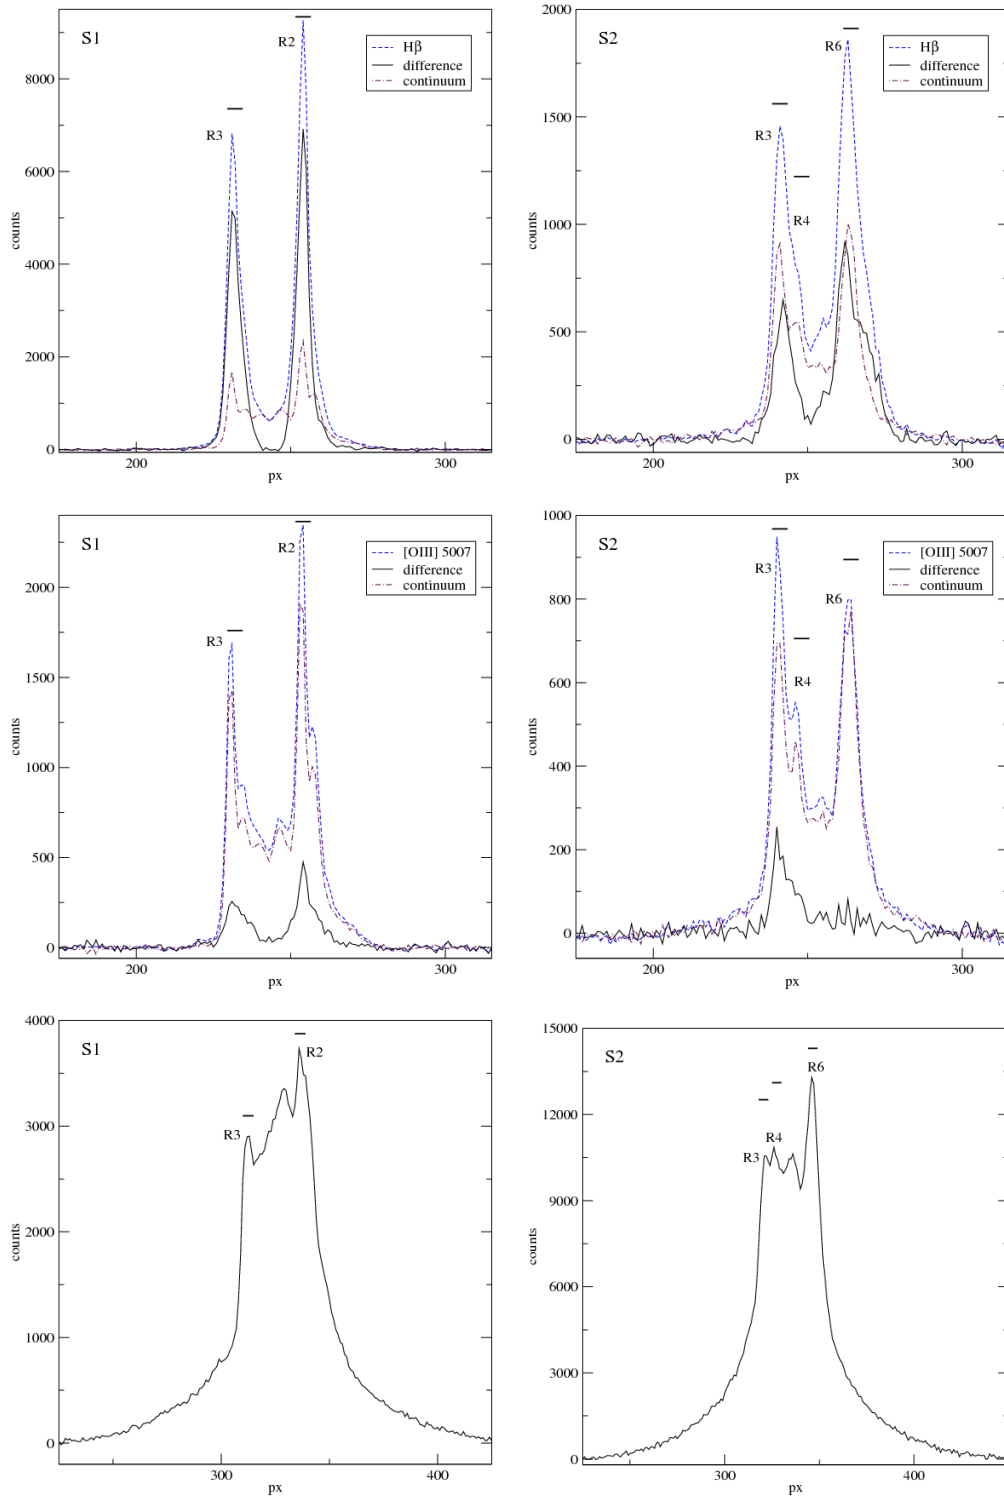 S1
R2
R3
Hβ
difference
continuum
8000
6000
4000
2000
0
counts
200
300
px
S2
R6
R3
R4
Hβ
difference
continuum
2000
1500
1000
500
0
counts
200
300
px
S1
R2
R3
[OIII] 5007
difference
continuum
2000
1500
1000
500
0
counts
200
300
px
S2
R3
R6
R4
[OIII] 5007
difference
continuum
1000
800
600
400
200
0
counts
200
300
px
S1
R2
R3
4000
3000
2000
1000
0
counts
300
400
px
S2
R6
R4
R3
15000
12000
9000
6000
3000
0
counts
300
400
px